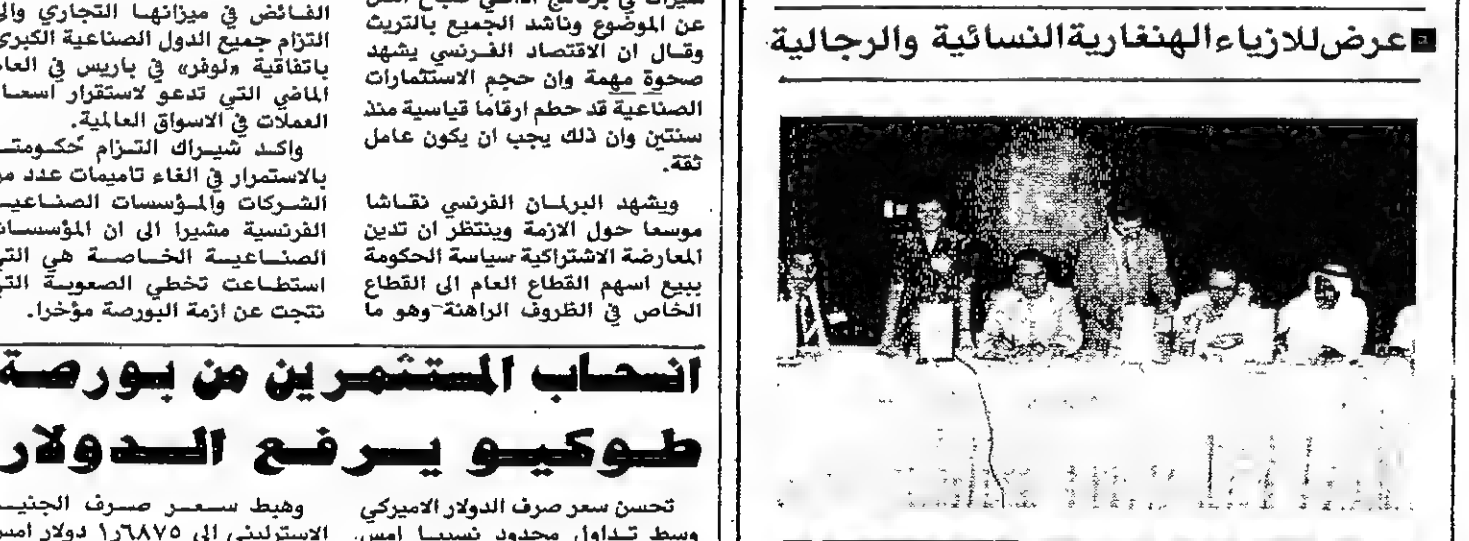 عرض للازياء الهنغارية النسائية والرجالية
عن الموضوع وناشد الجميع بالتريث
وقال ان الاقتصاد الفرنسي يشهد
صحوة مهمة وان حجم الاستثمارات
الصناعية قد حطم ارقاما قياسية منذ
سنتين وان ذلك يجب ان يكون عامل
ثقة.
ويشهد البرلمان الفرنسي نقاشا
موسعا حول الازمة وينتظر ان تدين
المعارضة الاشتراكية سياسة الحكومة
ببيع اسهم القطاع العام الى القطاع
الخاص في الظروف الراهنة وهو ما
الفائض في ميزانها التجاري والى
التزام جميع الدول الصناعية الكبرى
باتفاقية «لوفر» في باريس في العام
الماضي التي تدعو لاستقرار اسعار
العملات في الاسواق العالمية.
واكد شيراك التزام حكومته
بالاستمرار في الغاء تاميمات عدد من
الشركات والمؤسسات الصناعية
الفرنسية مشيرا الى ان المؤسسات
الصناعية الخاصة هي التي
استطاعت تخطي الصعوبة التي
نتجت عن ازمة البورصة مؤخرا.
انسحاب المستثمرين من بورصة
طوكيو يرفع الدولار
تحسن سعر صرف الدولار الاميركي
وسط تداول محدود نسبيا امس
وهبط سعر صرف الجنيه
الاسترليني الى ١٫٦٨٧٥ دولار امس